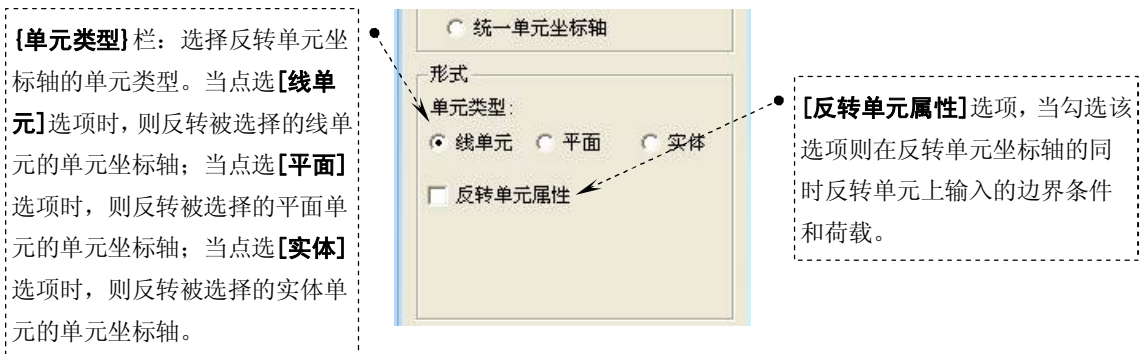 {单元类型}栏：选择反转单元坐
标轴的单元类型。当点选[线单
元]选项时，则反转被选择的线单
元的单元坐标轴；当点选[平面]
选项时，则反转被选择的平面单
元的单元坐标轴；当点选[实体]
选项时，则反转被选择的实体单
元的单元坐标轴。
统一单元坐标轴
形式
单元类型:
线单元 平面 实体
反转单元属性
[反转单元属性]选项，当勾选该
选项则在反转单元坐标轴的同
时反转单元上输入的边界条件
和荷载。